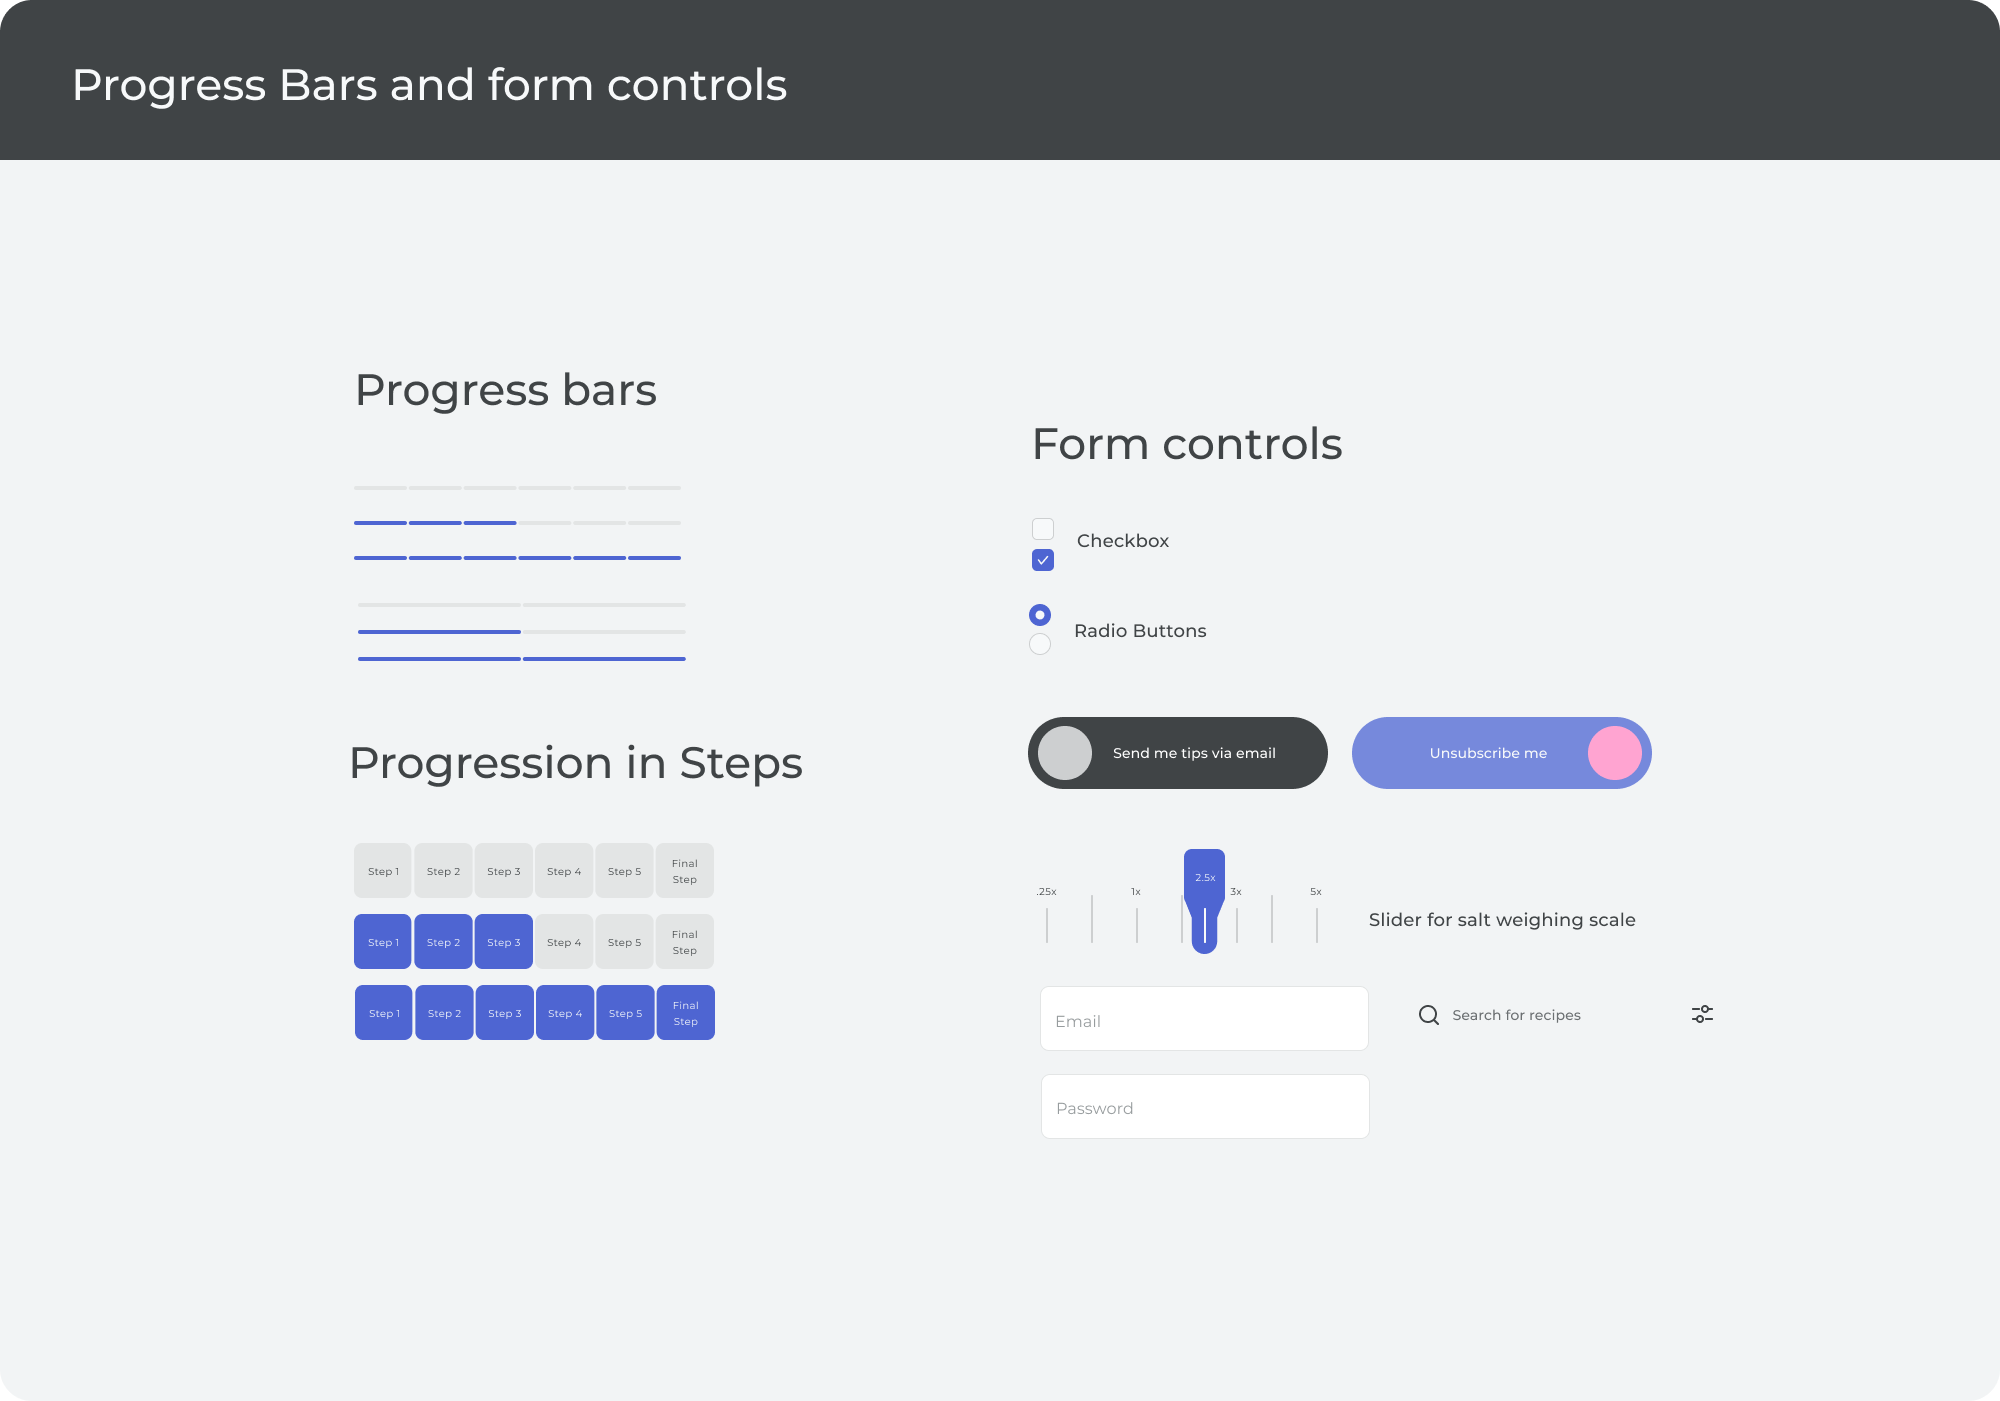 Progress Bars and form controls
Progress bars
Progression in Steps
Step 1 Step 2 Step 3 Step 4 Step 5 Final Step
Step 1 Step 2 Step 3 Step 4 Step 5 Final Step
Step 1 Step 2 Step 3 Step 4 Step 5 Final Step
Form controls
Checkbox
Radio Buttons
Send me tips via email
Unsubscribe me
.25x 1x 2.5x 3x 5x
Slider for salt weighing scale
Email
Search for recipes
Password